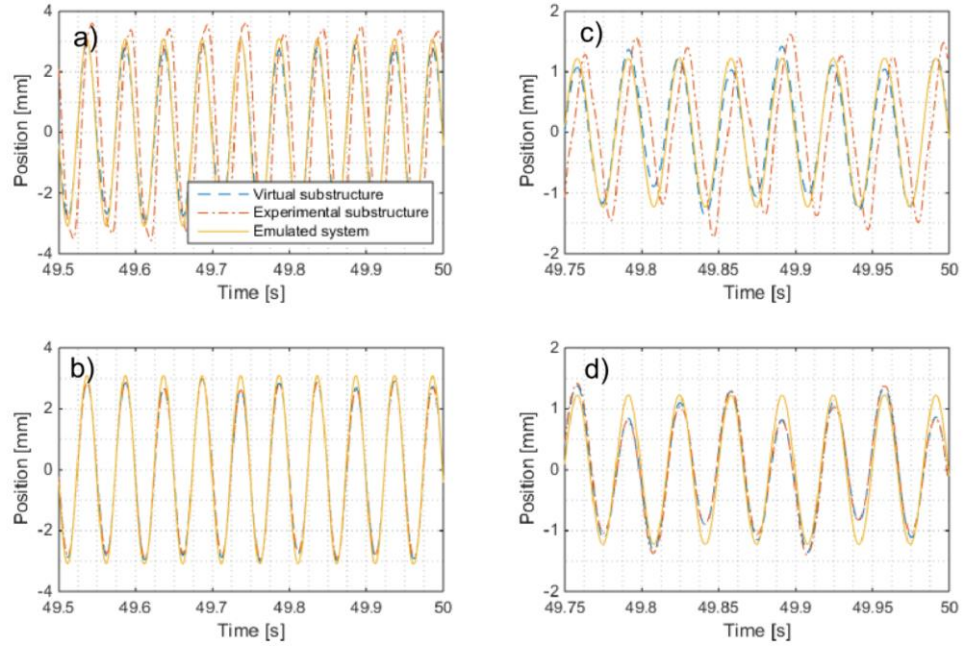 a)
4
2
0
-2
-4
Position [mm]
Virtual substructure
Experimental substructure
Emulated system
49.5 49.6 49.7 49.8 49.9 50
Time [s]
c)
2
1
0
-1
-2
Position [mm]
49.75 49.8 49.85 49.9 49.95 50
Time [s]
b)
4
2
0
-2
-4
Position [mm]
49.5 49.6 49.7 49.8 49.9 50
Time [s]
d)
2
1
0
-1
-2
Position [mm]
49.75 49.8 49.85 49.9 49.95 50
Time [s]